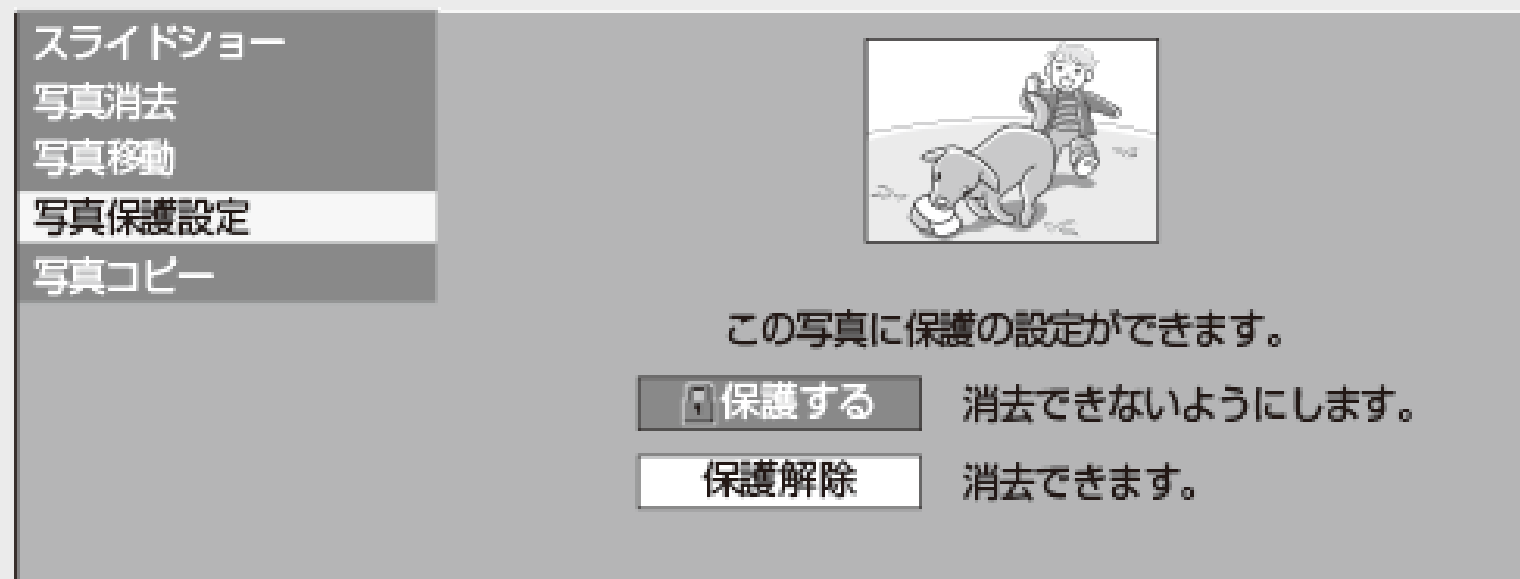 スライドショー
写真消去
写真移動
写真保護設定
写真コピー
この写真に保護の設定ができます。
保護する 消去できないようにします。
保護解除 消去できます。